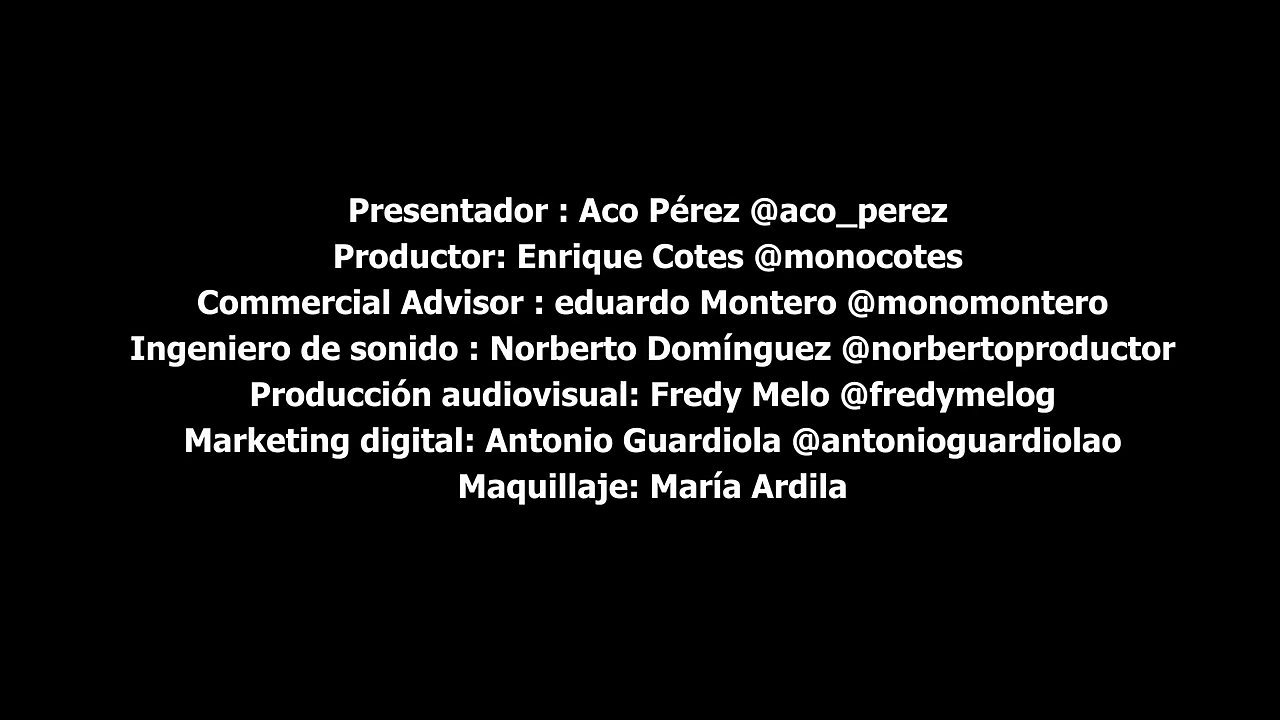 Presentador : Aco Pérez @aco_perez
Productor: Enrique Cotes @monocotes
Commercial Advisor : eduardo Montero @monomontero
Ingeniero de sonido : Norberto Domínguez @norbertoproductor
Producción audiovisual: Fredy Melo @fredymelog
Marketing digital: Antonio Guardiola @antonioguardiolao
Maquillaje: María Ardila